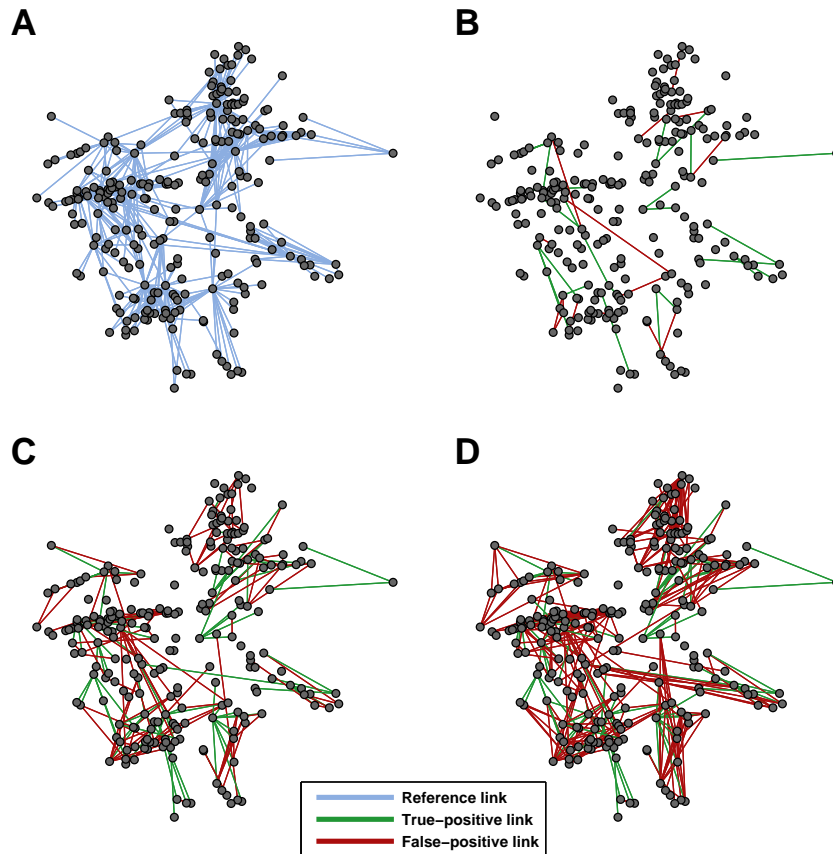 A
B
C
D
Reference link
True−positive link
False−positive link